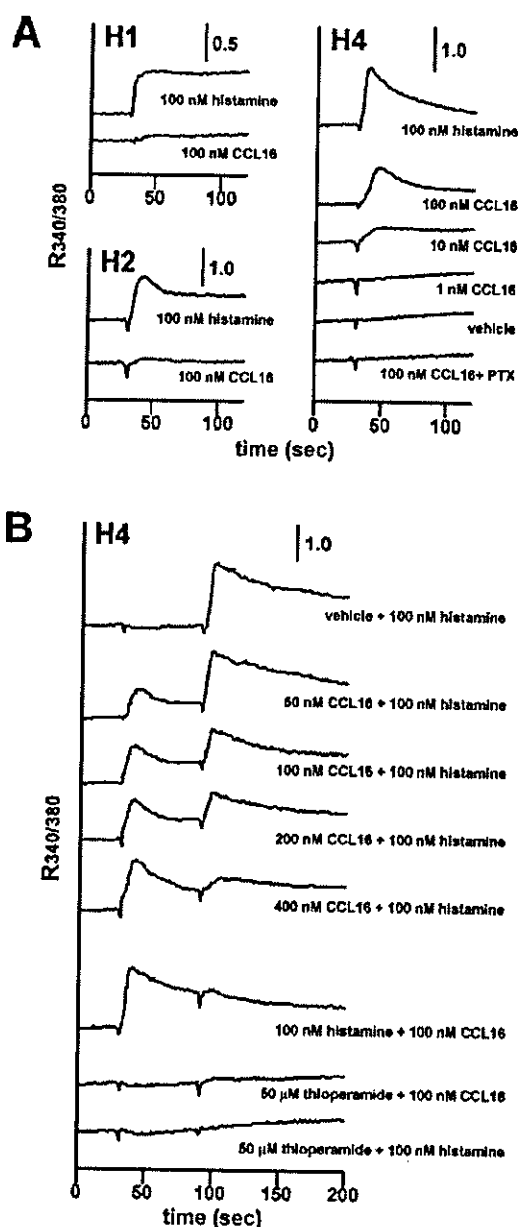 A
H1
0.5
100 nM histamine
100 nM CCL16
0 50 100
H2
1.0
100 nM histamine
100 nM CCL16
0 50 100
H4
1.0
100 nM histamine
100 nM CCL16
10 nM CCL16
1 nM CCL16
vehicle
100 nM CCL16+ PTX
0 50 100
R340/380
time (sec)
B
H4
1.0
vehicle + 100 nM histamine
50 nM CCL16 + 100 nM histamine
100 nM CCL16 + 100 nM histamine
200 nM CCL16 + 100 nM histamine
400 nM CCL16 + 100 nM histamine
100 nM histamine + 100 nM CCL16
50 µM thioperamide + 100 nM CCL16
50 µM thioperamide + 100 nM histamine
R340/380
0 50 100 150 200
time (sec)